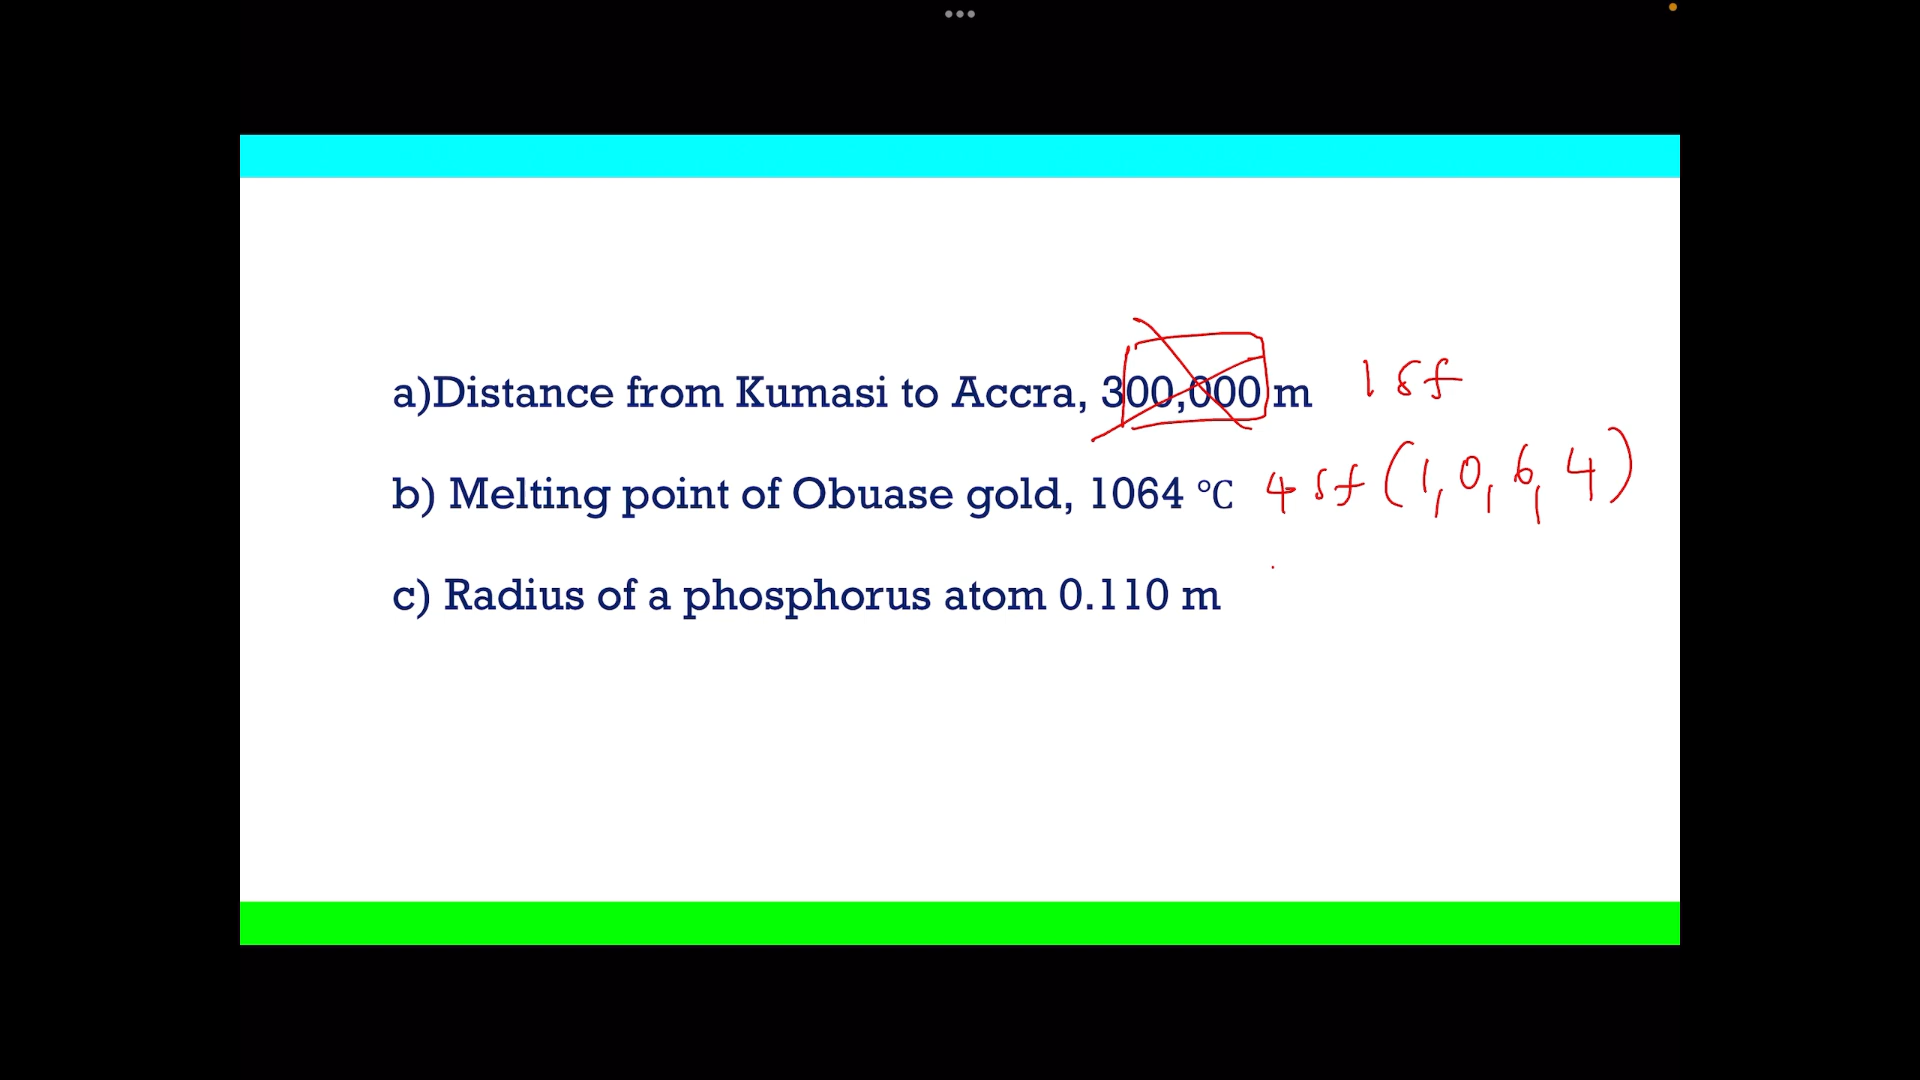 a)Distance from Kumasi to Accra, 300,000 m 1 sf
b) Melting point of Obuase gold, 1064 °C 4 sf (1, 0, 6, 4)
c) Radius of a phosphorus atom 0.110 m